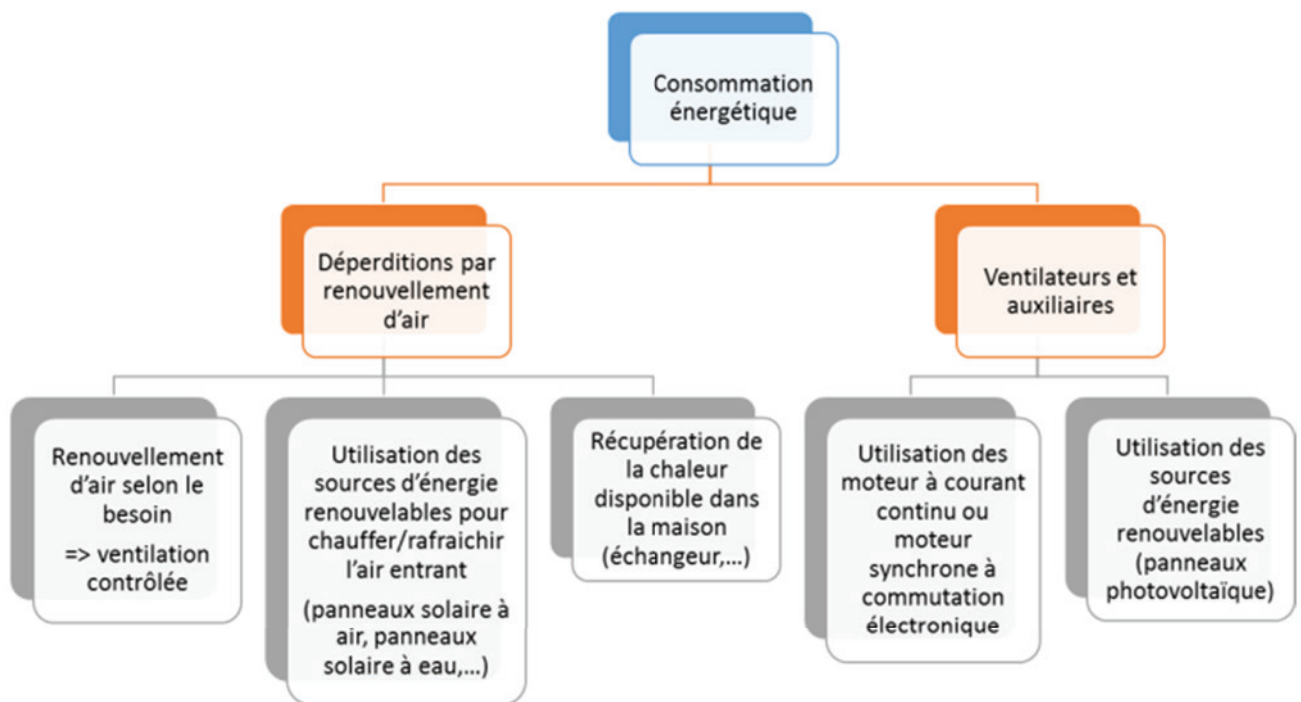 Consommation
énergétique
Déperditions par
renouvellement
d'air
Ventilateurs et
auxiliaires
Renouvellement
d'air selon le
besoin
=> ventilation
contrôlée
Utilisation des
sources d'énergie
renouvelables pour
chauffer/rafraichir
l'air entrant
(panneaux solaire à
air, panneaux
solaire à eau,...)
Récupération de
la chaleur
disponible dans
la maison
(échangeur,...)
Utilisation des
moteur à courant
continu ou
moteur
synchrone à
commutation
électronique
Utilisation des
sources
d'énergie
renouvelables
(panneaux
photovoltaïque)